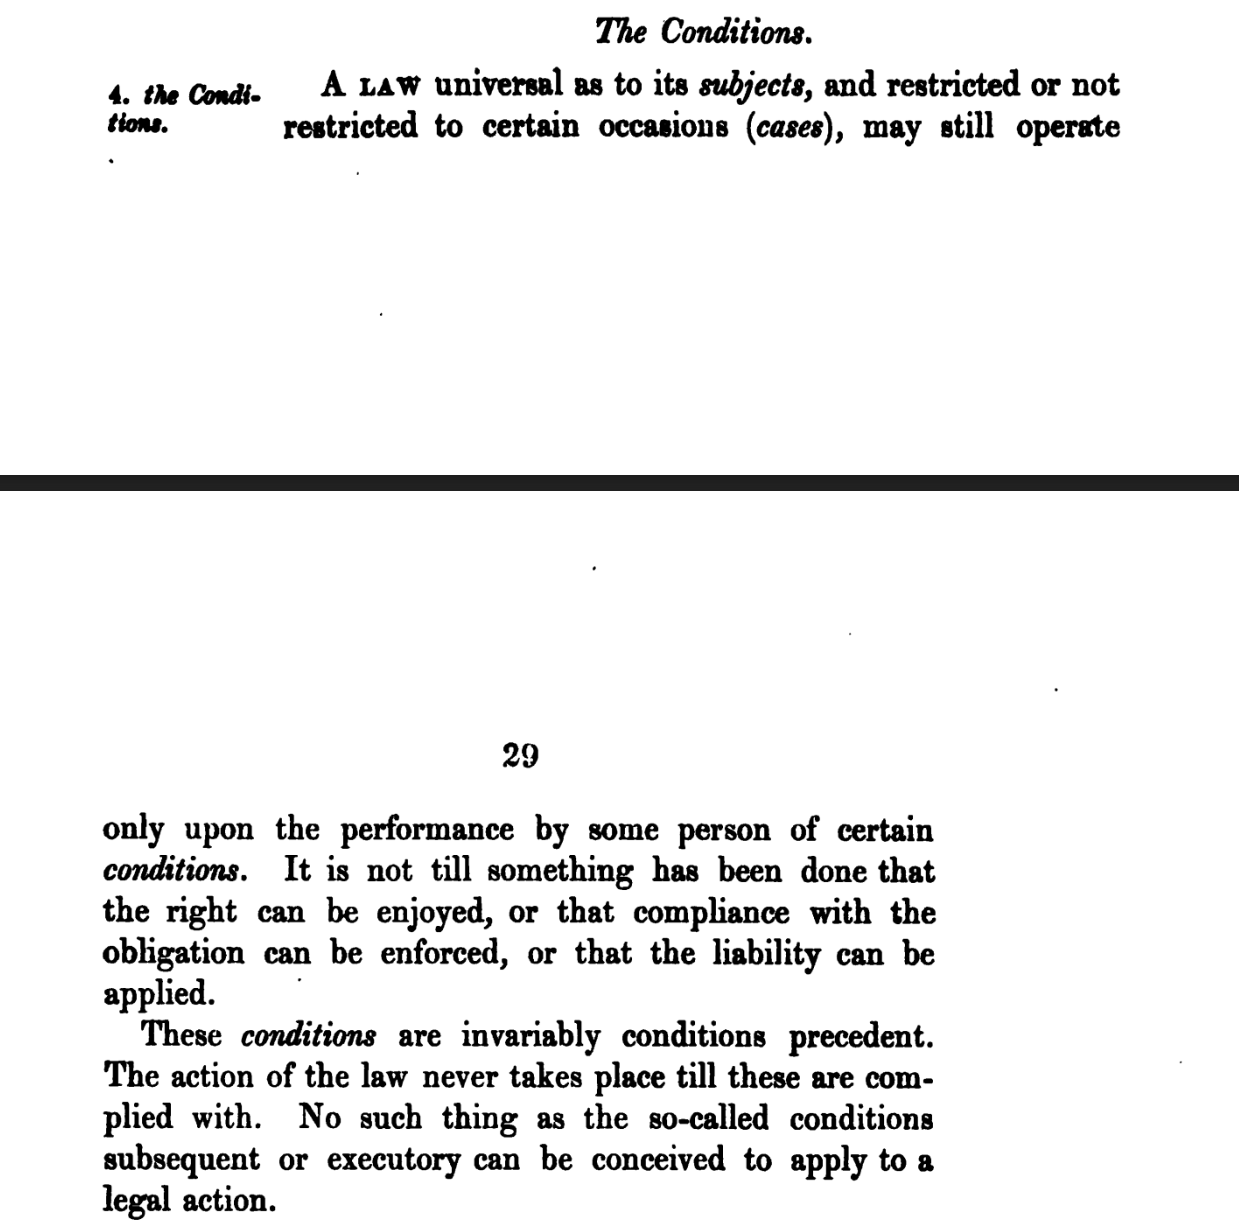 The Conditions.
4. the Condi-
tions.
A LAW universal as to its subjects, and restricted or not
restricted to certain occasions (cases), may still operate
29
only upon the performance by some person of certain
conditions. It is not till something has been done that
the right can be enjoyed, or that compliance with the
obligation can be enforced, or that the liability can be
applied.
These conditions are invariably conditions precedent.
The action of the law never takes place till these are com-
plied with. No such thing as the so-called conditions
subsequent or executory can be conceived to apply to a
legal action.